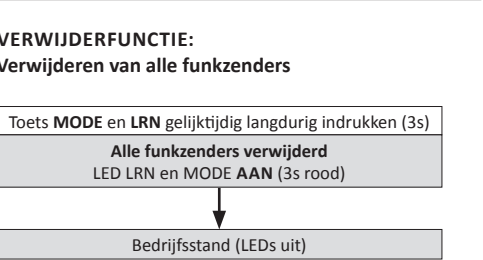 VERWIJDERFUNCTIE:
Verwijderen van alle funkzenders
Toets MODE en LRN gelijktijdig langdurig indrukken (3s)
Alle funkzenders verwijderd
LED LRN en MODE AAN (3s rood)
Bedrijfsstand (LEDs uit)